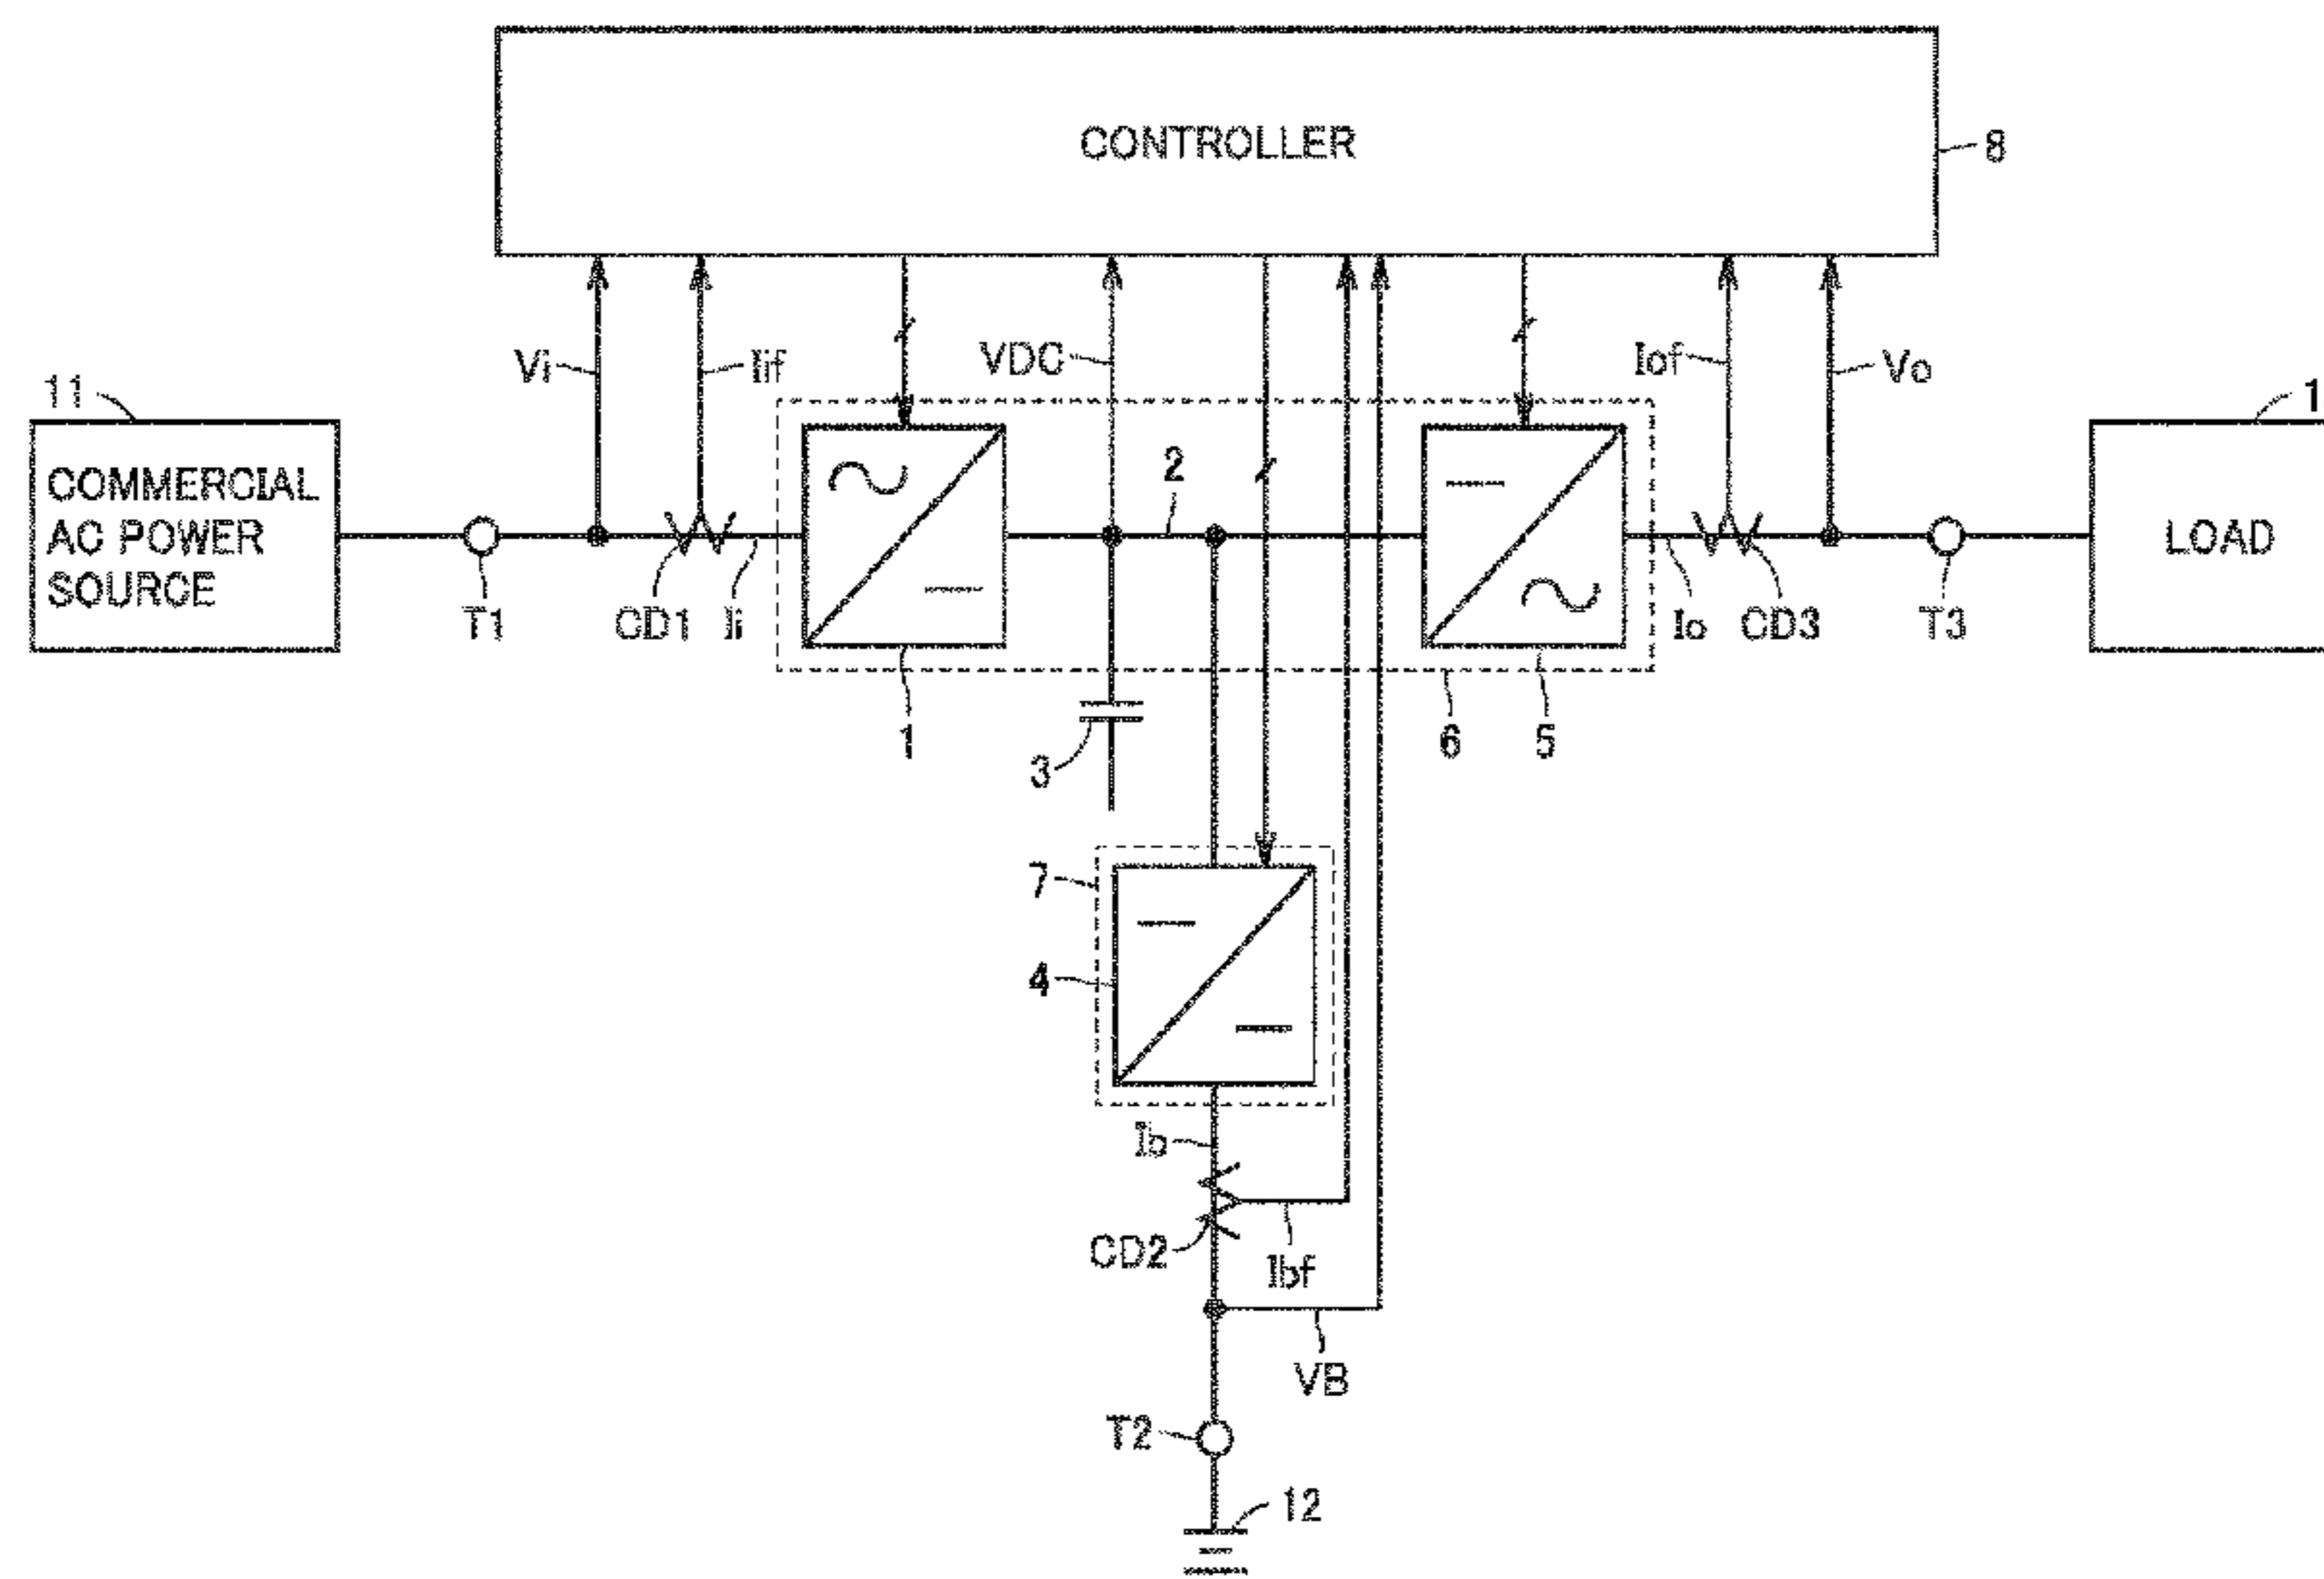 CONTROLLER
8
Vi
Iif
VDC
Iof
Vo
11
1
COMMERCIAL
AC POWER
SOURCE
2
LOAD
T1
CD1
Ii
Io
CD3
T3
1
3
6
5
7
4
Ib
CD2
Ibf
VB
T2
12